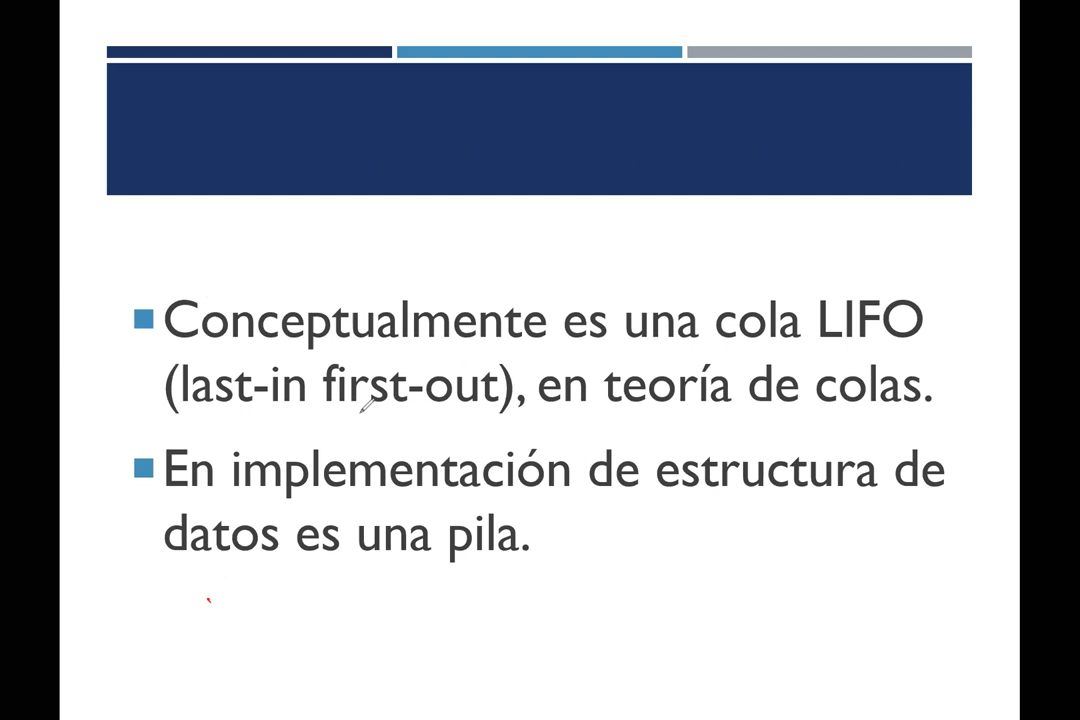 Conceptualmente es una cola LIFO
(last-in first-out), en teoría de colas.
En implementación de estructura de
datos es una pila.